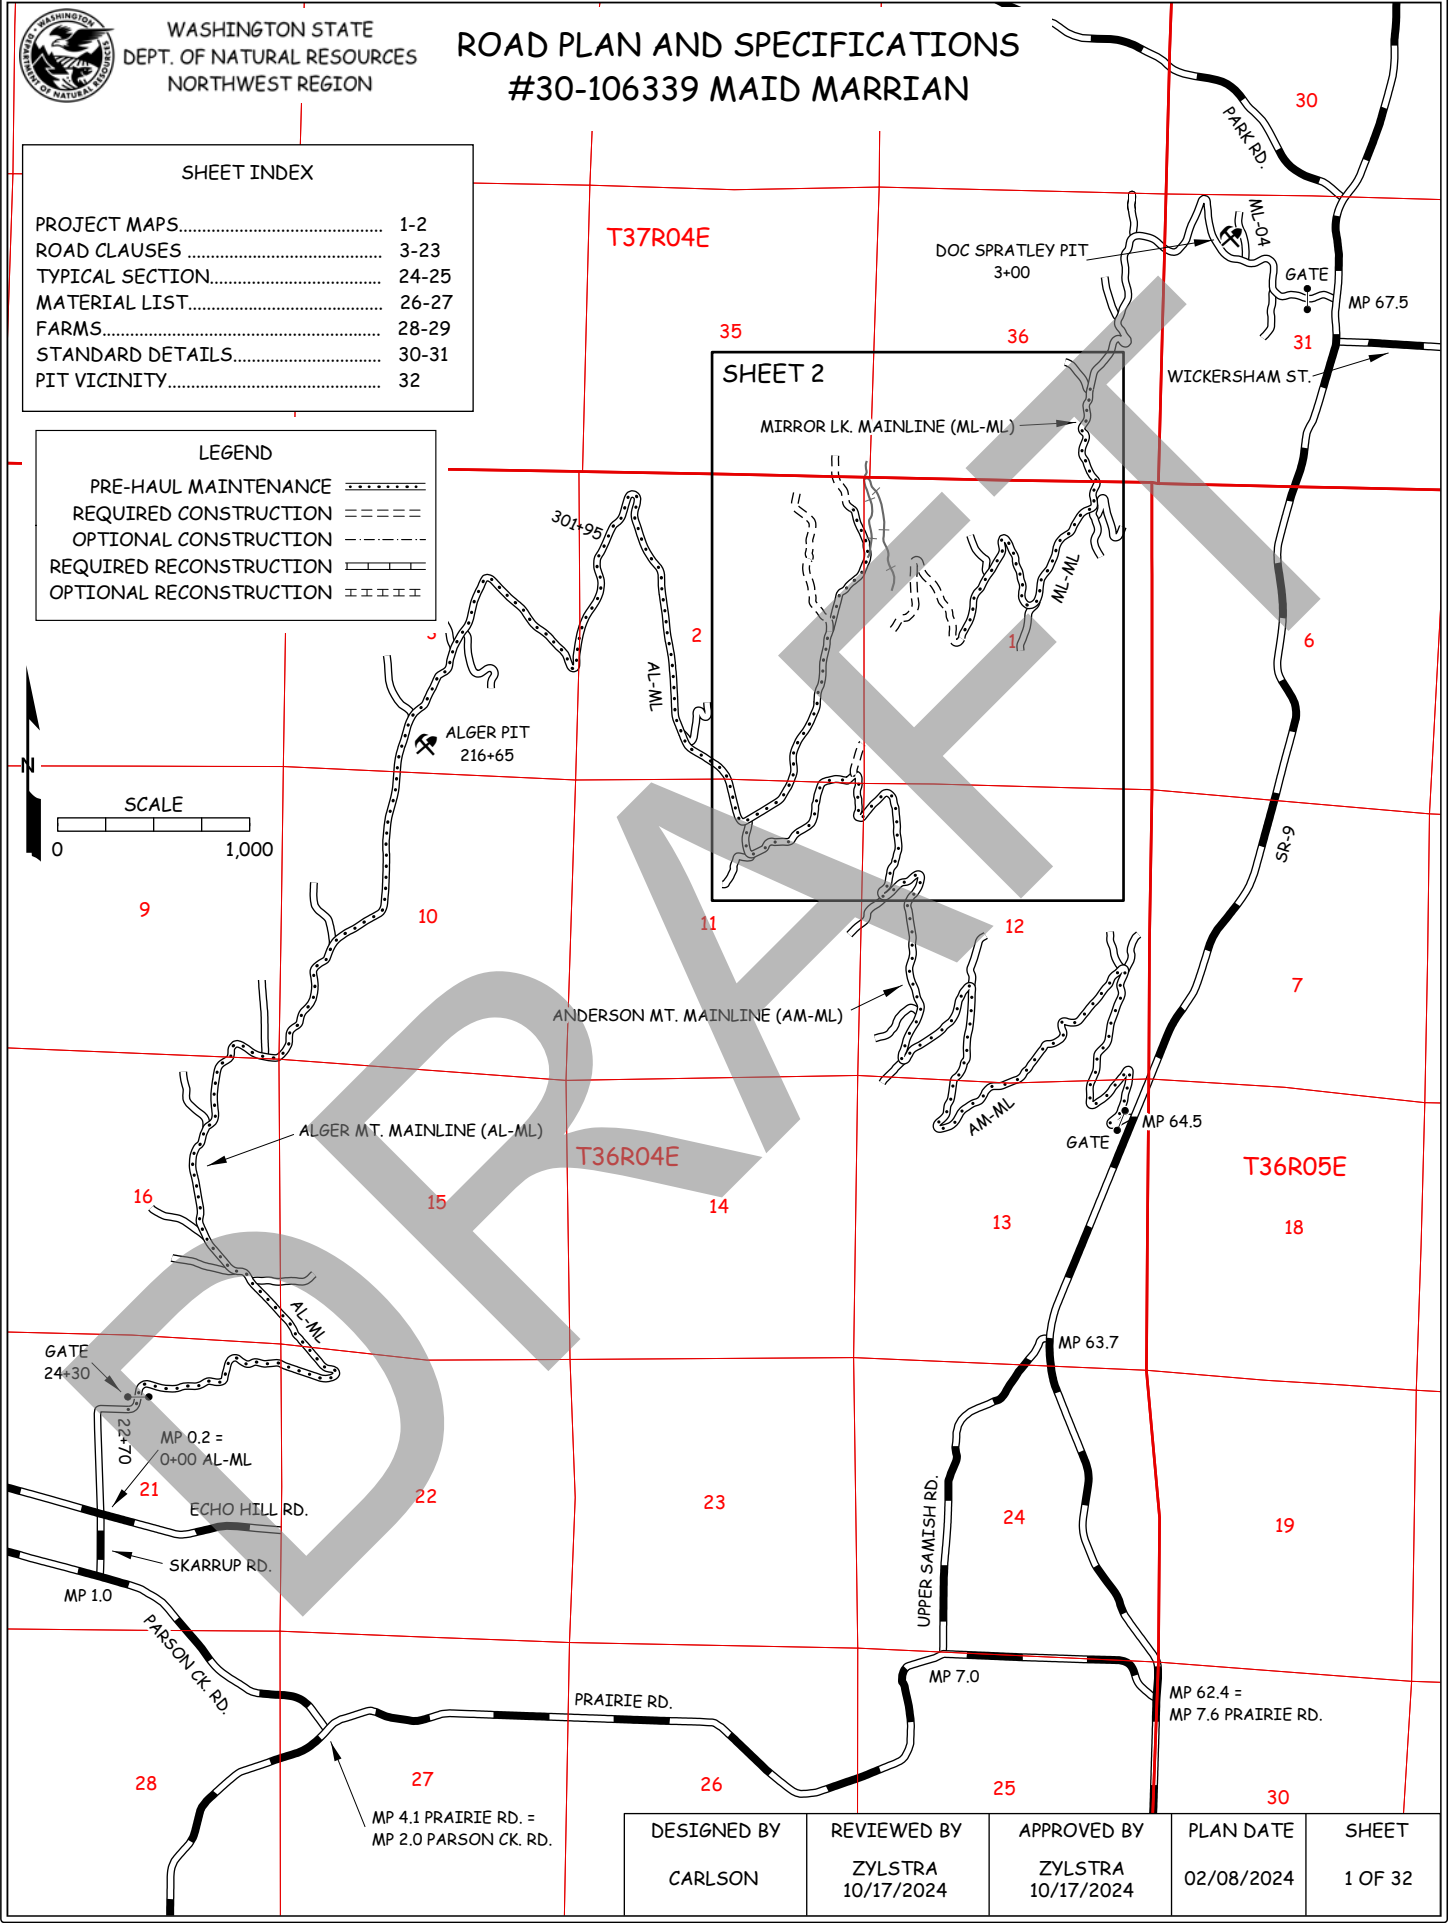 WASHINGTON STATE
DEPT. OF NATURAL RESOURCES
NORTHWEST REGION
WASHINGTON STATE
DEPARTMENT OF NATURAL RESOURCES
ROAD PLAN AND SPECIFICATIONS
#30-106339 MAID MARRIAN
SHEET INDEX
PROJECT MAPS........................................ 1-2
ROAD CLAUSES ...................................... 3-23
TYPICAL SECTION.................................. 24-25
MATERIAL LIST...................................... 26-27
FARMS....................................................... 28-29
STANDARD DETAILS............................. 30-31
PIT VICINITY.......................................... 32
LEGEND
PRE-HAUL MAINTENANCE
REQUIRED CONSTRUCTION
OPTIONAL CONSTRUCTION
REQUIRED RECONSTRUCTION
OPTIONAL RECONSTRUCTION
30
PARK RD.
T37R04E
DOC SPRATLEY PIT
3+00
ML-04
GATE
MP 67.5
35
36
31
SHEET 2
WICKERSHAM ST.
MIRROR LK. MAINLINE (ML-ML)
301+95
ML-ML
2
1
6
AL-ML
ALGER PIT
216+65
N
SCALE
0 1,000
SR-9
9
10
11
12
7
ANDERSON MT. MAINLINE (AM-ML)
AM-ML
GATE
MP 64.5
ALGER MT. MAINLINE (AL-ML)
T36R04E
T36R05E
16
15
14
13
18
AL-ML
MP 63.7
GATE
24+30
22+70
MP 0.2 =
0+00 AL-ML
21
22
23
24
19
ECHO HILL RD.
UPPER SAMISH RD.
SKARRUP RD.
MP 1.0
PARSON CK. RD.
PRAIRIE RD.
MP 7.0
MP 62.4 =
MP 7.6 PRAIRIE RD.
28
27
26
25
30
MP 4.1 PRAIRIE RD. =
MP 2.0 PARSON CK. RD.
DRAFT
DESIGNED BY
CARLSON
REVIEWED BY
ZYLSTRA
10/17/2024
APPROVED BY
ZYLSTRA
10/17/2024
PLAN DATE
02/08/2024
SHEET
1 OF 32